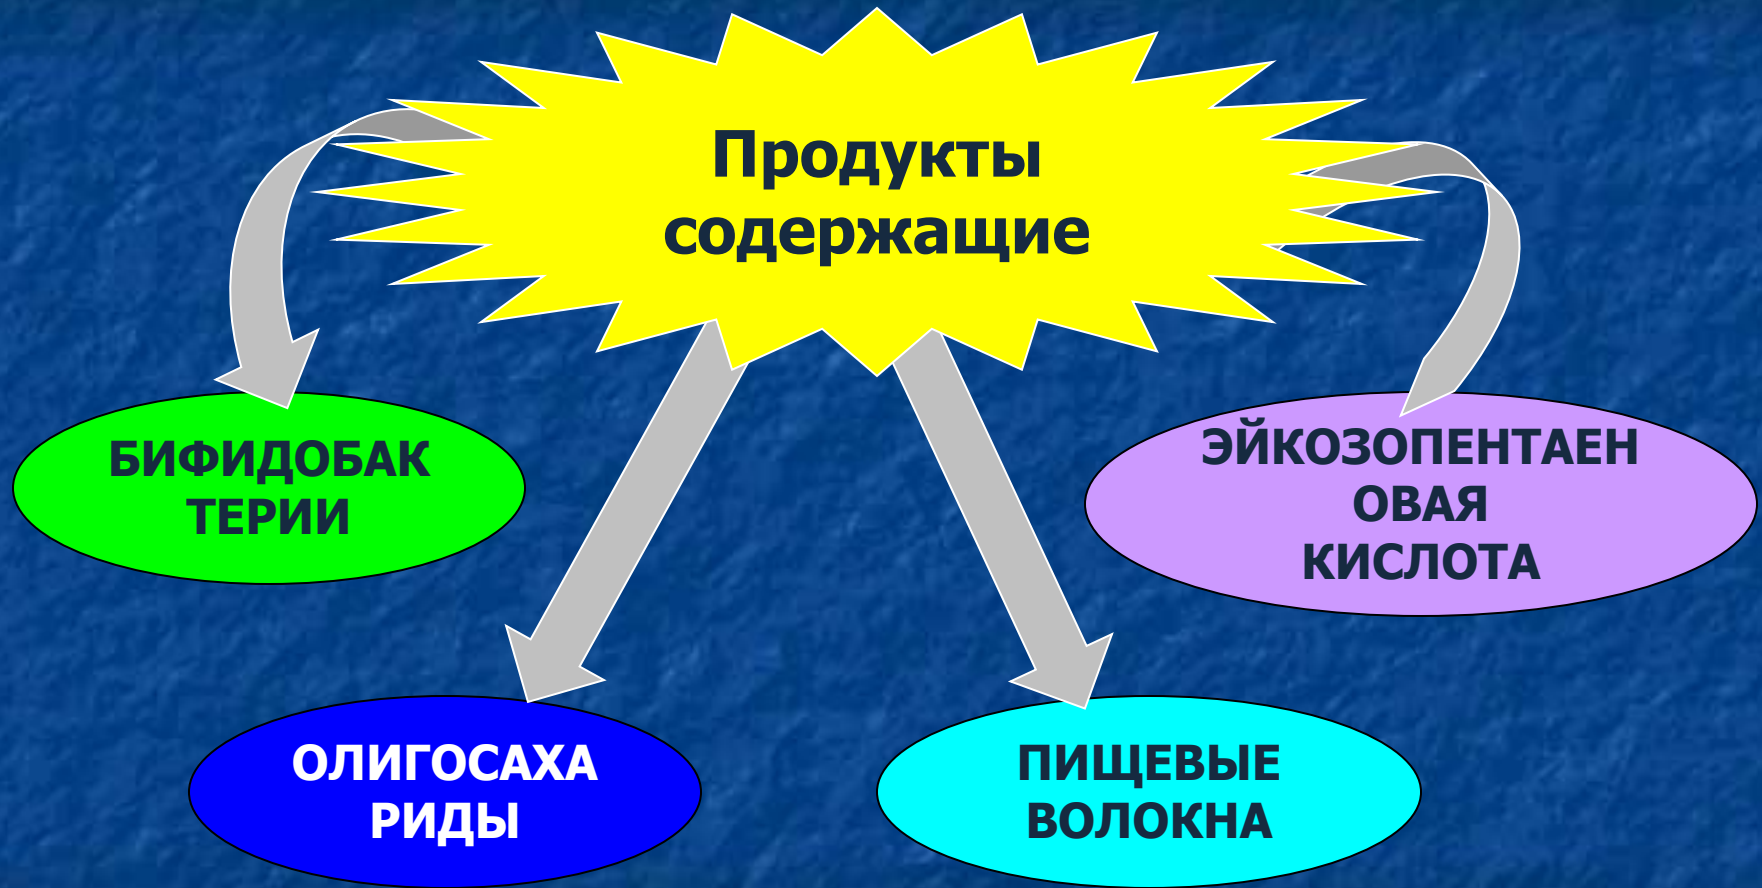 Продукты
содержащие
БИФИДОБАК
ТЕРИИ
ЭЙКОЗОПЕНТАЕН
ОВАЯ
КИСЛОТА
ОЛИГОСАХА
РИДЫ
ПИЩЕВЫЕ
ВОЛОКНА